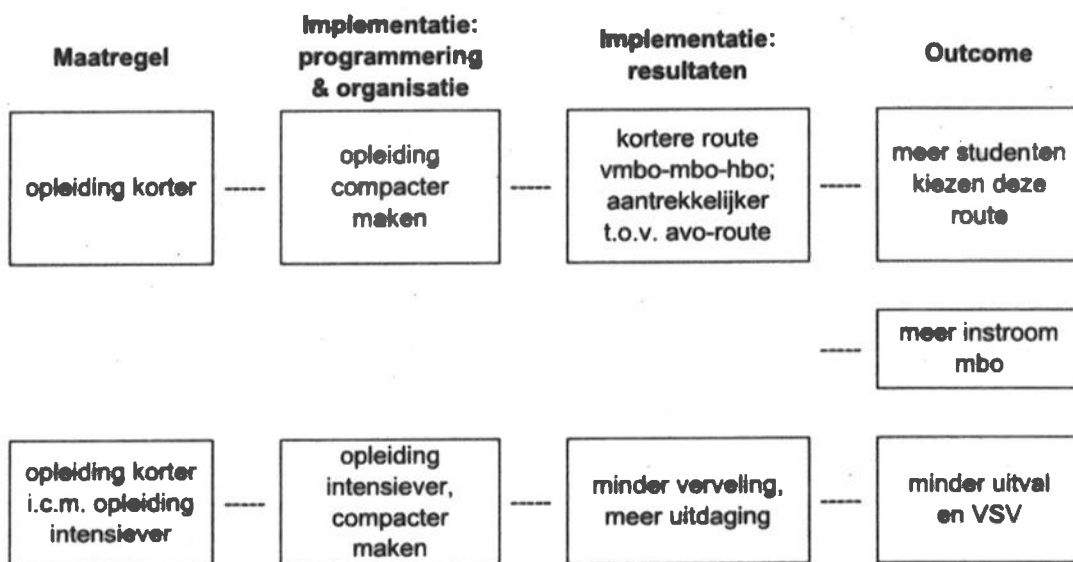 Maatregel
Implementatie:
programmering
& organisatie
Implementatie:
resultaten
Outcome
opleiding korter
opleiding
compacter
maken
kortere route
vmbo-mbo-hbo;
aantrekkelijker
t.o.v. avo-route
meer studenten
kiezen deze
route
meer instroom
mbo
opleiding korter
i.c.m. opleiding
intensiever
opleiding
intensiever,
compacter
maken
minder verveling,
meer uitdaging
minder uitval
en VSV